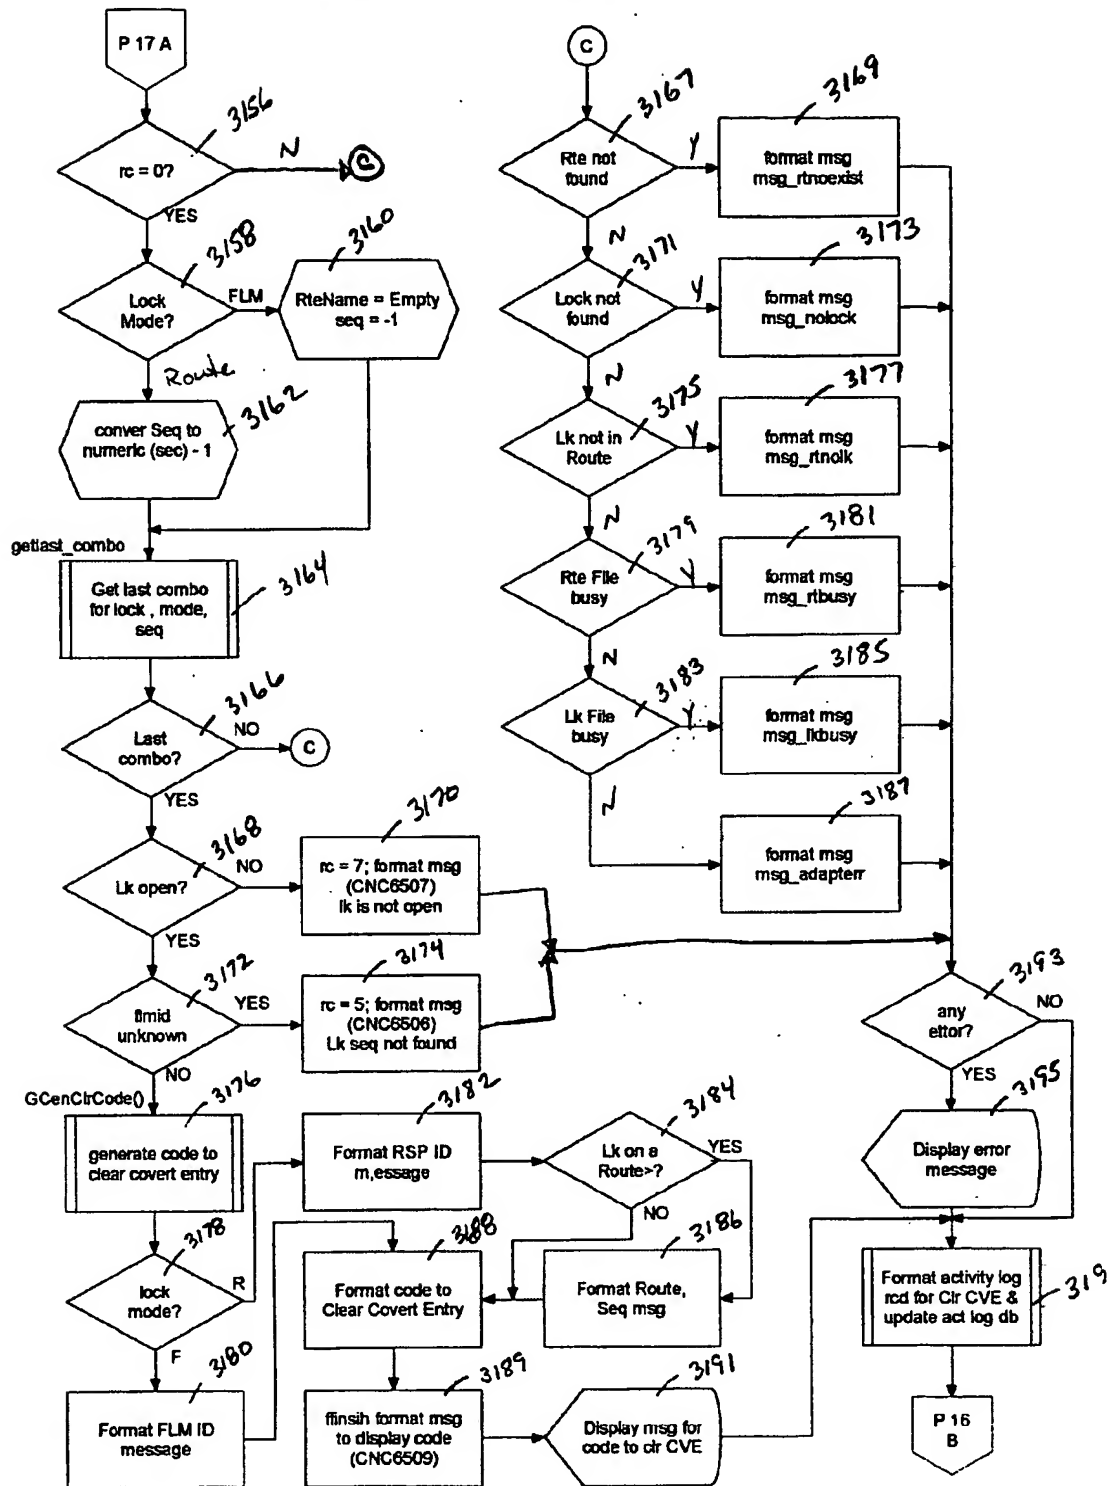 P 17 A
3156
rc = 0?
N
C
YES
3158
Lock
Mode?
FLM
3160
RteName = Empty
seq = -1
Route
3162
conver Seq to
numeric (sec) - 1
getlast_combo
Get last combo
for lock , mode,
seq
3164
3166
Last
combo?
NO
C
YES
3168
Lk open?
NO
3170
rc = 7; format msg
(CNC6507)
lk is not open
YES
3172
flmid
unknown
YES
3174
rc = 5; format msg
(CNC6506)
Lk seq not found
NO
GCenClrCode()
3176
generate code to
clear covert entry
3178
lock
mode?
R
F
3180
Format FLM ID
message
3182
Format RSP ID
m,essage
3184
Lk on a
Route>?
YES
NO
3186
Format Route,
Seq msg
3188
Format code to
Clear Covert Entry
3189
ffinsih format msg
to display code
(CNC6509)
3191
Display msg for
code to clr CVE
C
3167
Rte not
found
Y
3169
format msg
msg_rtnoexist
N
3171
Lock not
found
Y
3173
format msg
msg_nolock
N
3175
Lk not in
Route
Y
3177
format msg
msg_rtnolk
N
3179
Rte File
busy
Y
3181
format msg
msg_rtbusy
N
3183
Lk File
busy
Y
3185
format msg
msg_lkbusy
N
3187
format msg
msg_adapterr
3193
any
ettor?
NO
YES
3195
Display error
message
Format activity log
rcd for Clr CVE &
update act log db
319
P 16
B